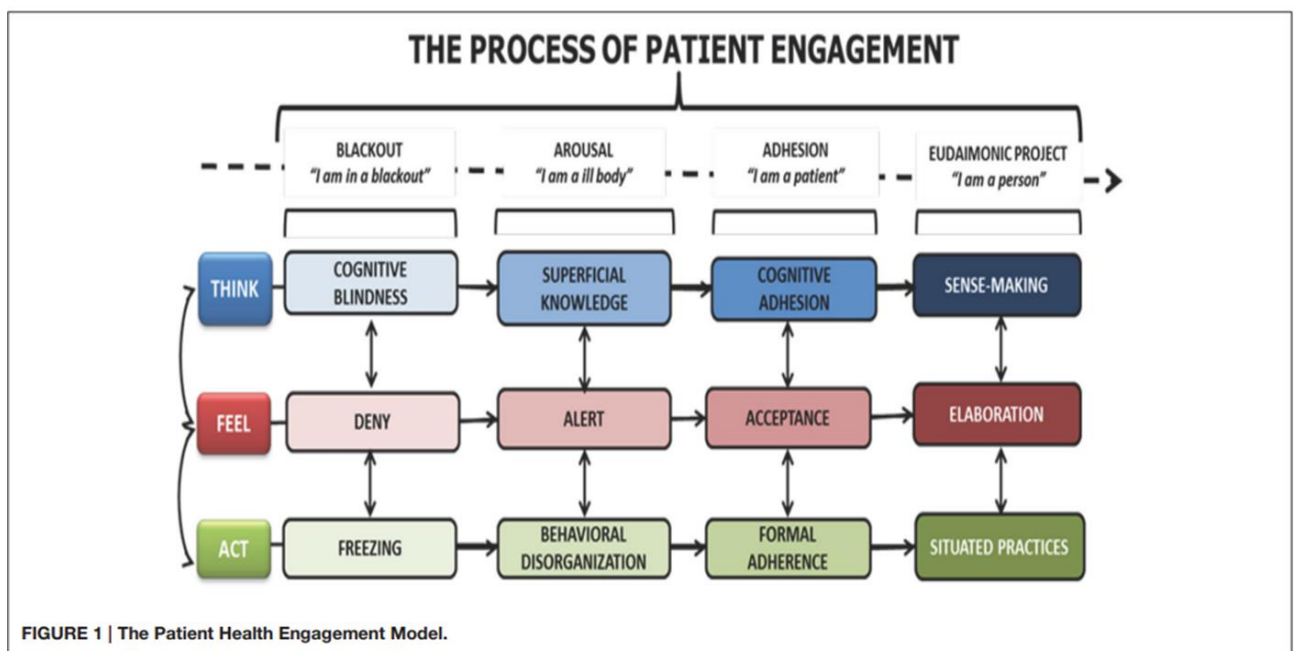 THE PROCESS OF PATIENT ENGAGEMENT
BLACKOUT
"I am in a blackout"
AROUSAL
"I am a ill body"
ADHESION
"I am a patient"
EUDAIMONIC PROJECT
"I am a person"
THINK
COGNITIVE
BLINDNESS
SUPERFICIAL
KNOWLEDGE
COGNITIVE
ADHESION
SENSE-MAKING
FEEL
DENY
ALERT
ACCEPTANCE
ELABORATION
ACT
FREEZING
BEHAVIORAL
DISORGANIZATION
FORMAL
ADHERENCE
SITUATED PRACTICES
FIGURE 1 | The Patient Health Engagement Model.